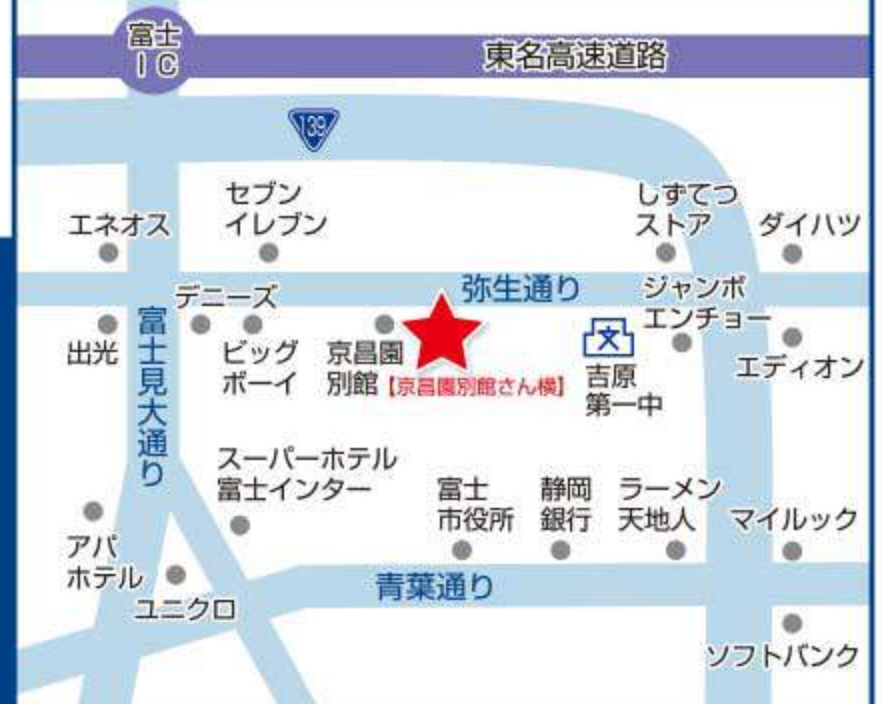 富士
IC
東名高速道路
139
セブン
イレブン
エネオス
しずてつ
ストア
ダイハツ
弥生通り
デニーズ
ジャンボ
エンチョー
出光
富士見大通り
ビッグ
ボーイ
京昌園
別館
【京昌園別館さん横】
文
吉原
第一中
エディオン
スーパーホテル
富士インター
富士
市役所
静岡
銀行
ラーメン
天地人
マイルック
アパ
ホテル
ユニクロ
青葉通り
ソフトバンク